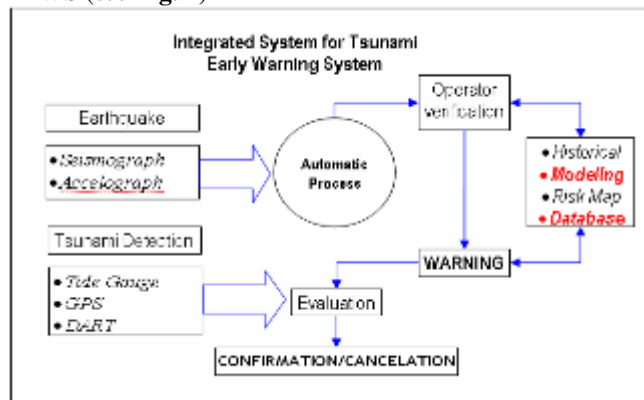 Integrated System for Tsunami
Early Warning System
Earthquake
• Seismograph
• Accelograph
Automatic
Process
Operator
verification
• Historical
• Modeling
• Risk Map
• Database
Tsunami Detection
• Tide Gauge
• GPS
• DART
WARNING
Evaluation
CONFIRMATION/CANCELATION